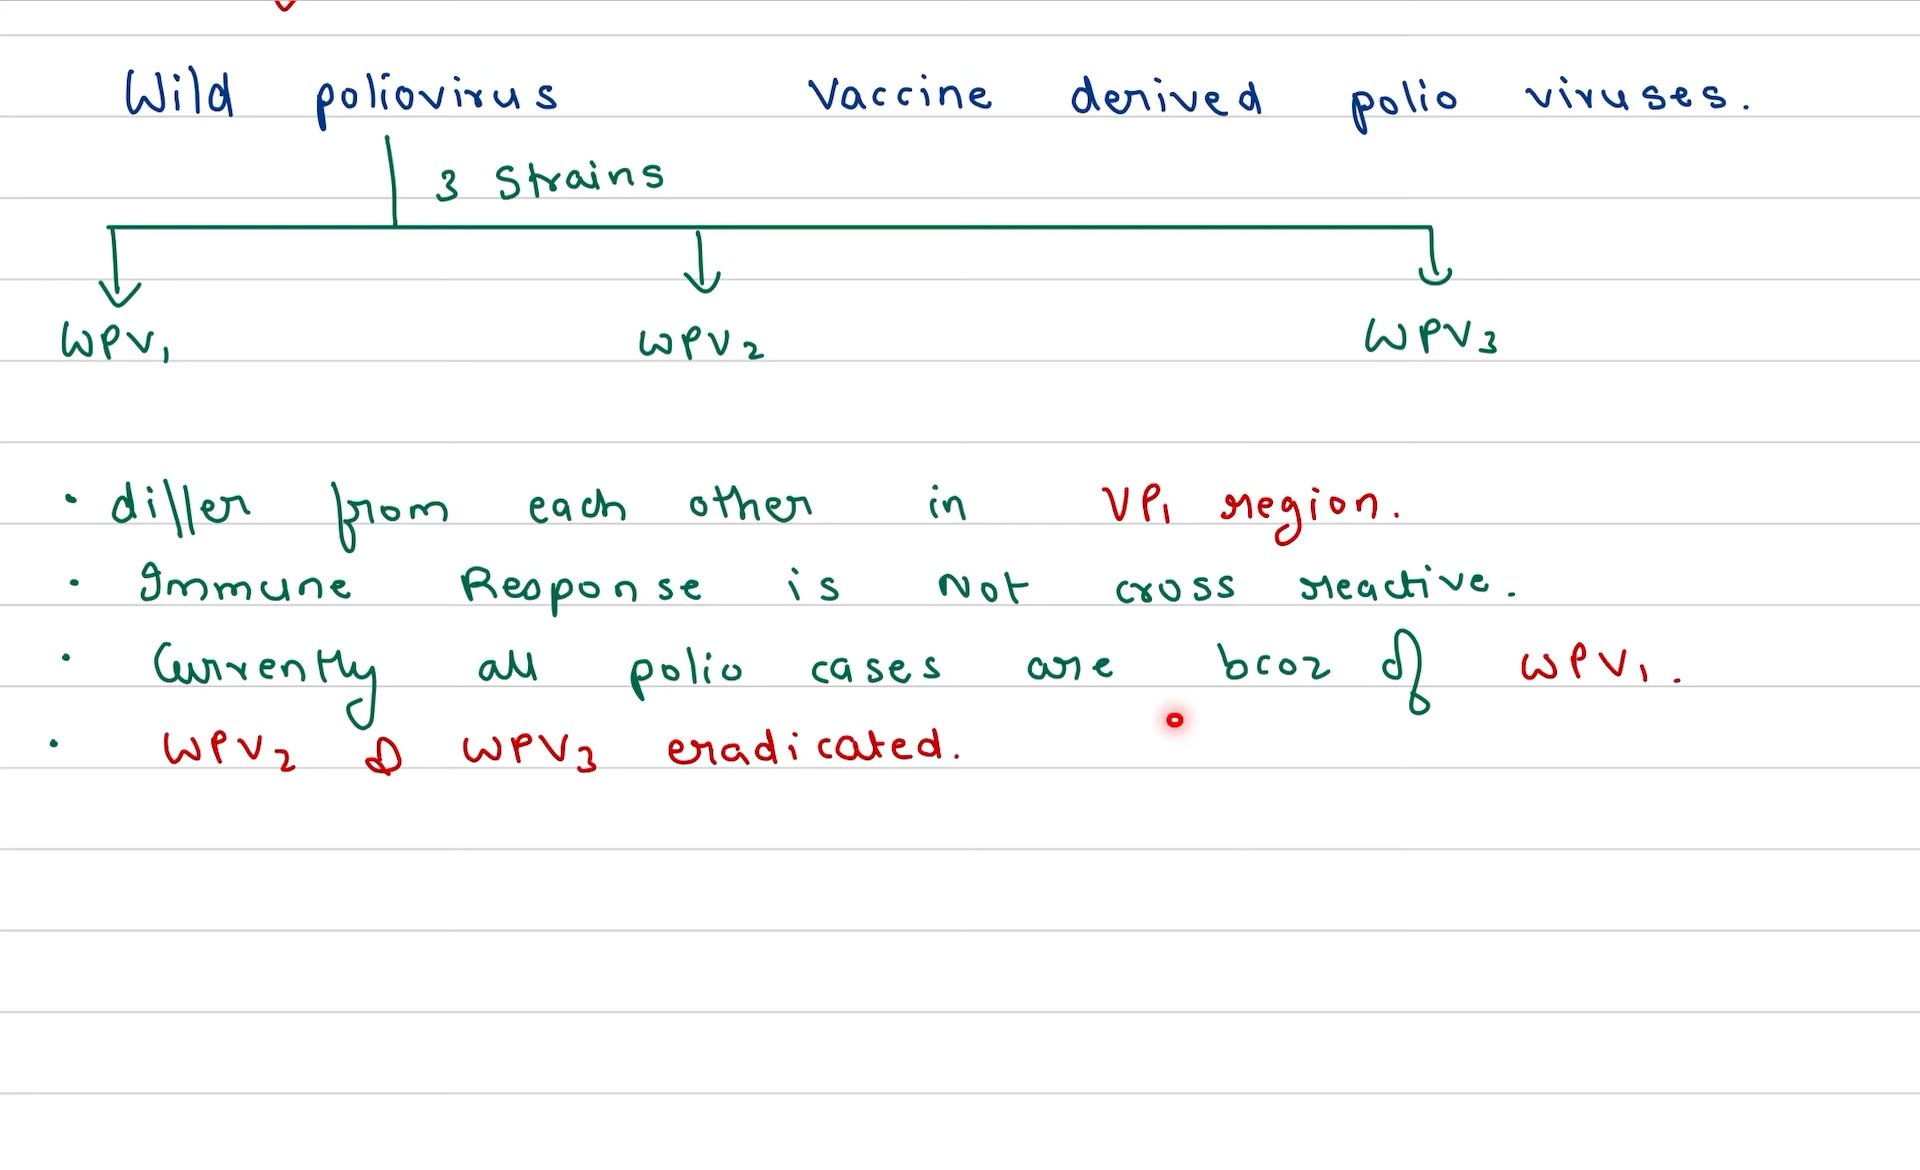 Wild poliovirus Vaccine derived polio viruses.
3 Strains
WPV1 WPV2 WPV3
• differ from each other in VP1 region.
• Immune Response is Not cross reactive.
• Currently all polio cases are bcoz of WPV1.
• WPV2 & WPV3 eradicated.